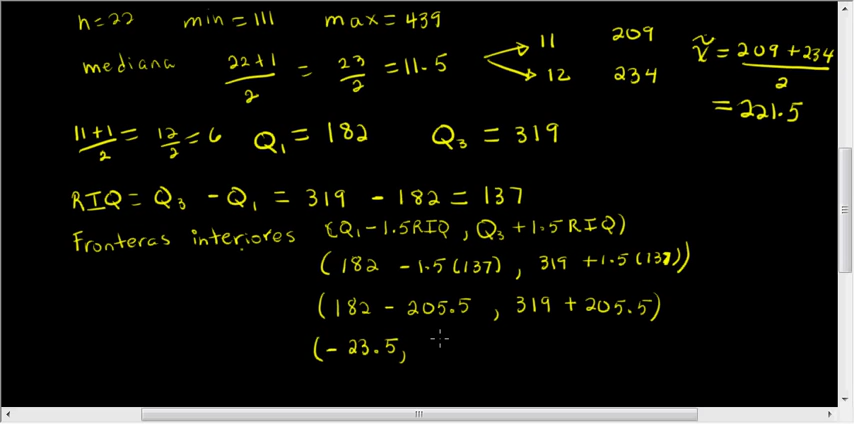 n=22 min = 111 max = 439
mediana (22+1)/2 = 23/2 = 11.5 11 209 x̃ = (209 + 234)/2
12 234 = 221.5
(11+1)/2 = 12/2 = 6 Q₁ = 182 Q₃ = 319
RIQ = Q₃ - Q₁ = 319 - 182 = 137
Fronteras interiores (Q₁ - 1.5RIQ, Q₃ + 1.5RIQ)
(182 - 1.5(137), 319 + 1.5(137))
(182 - 205.5, 319 + 205.5)
(- 23.5,